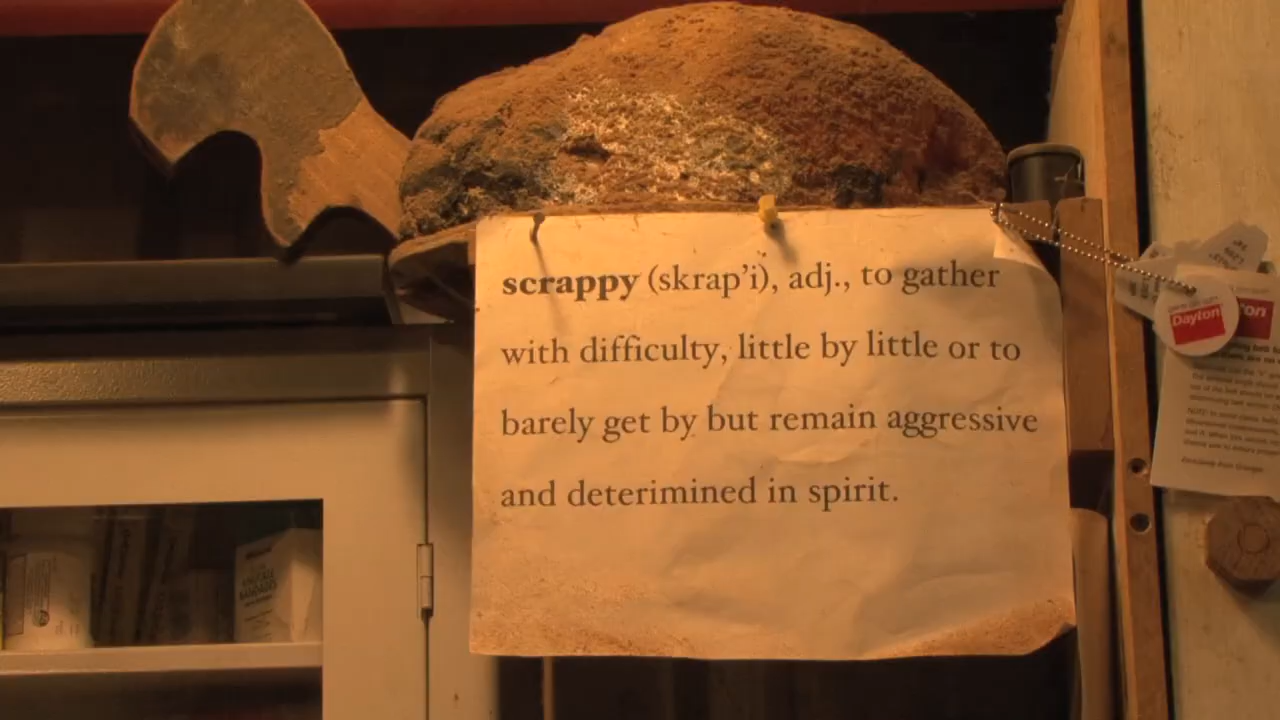 scrappy (skrap'i), adj., to gather
with difficulty, little by little or to
barely get by but remain aggressive
and deterimined in spirit.
Dayton